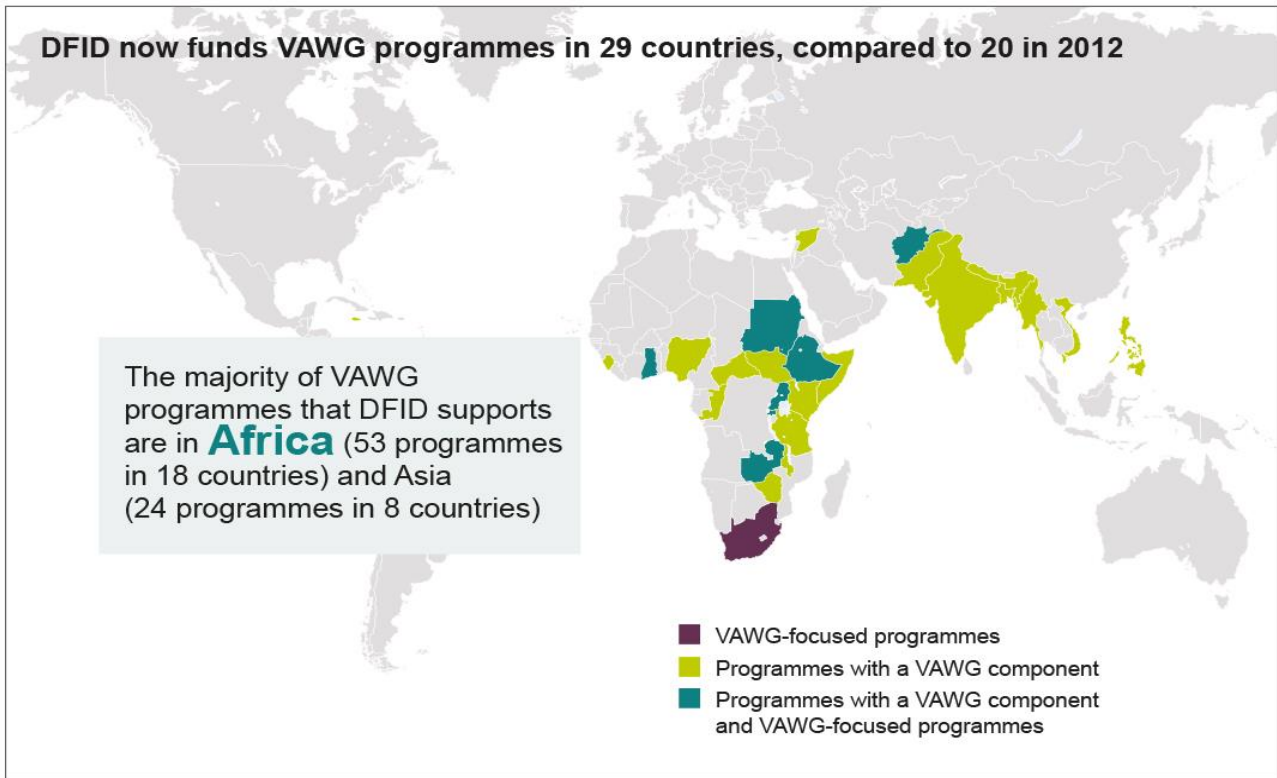 DFID now funds VAWG programmes in 29 countries, compared to 20 in 2012
The majority of VAWG
programmes that DFID supports
are in Africa (53 programmes
in 18 countries) and Asia
(24 programmes in 8 countries)
VAWG-focused programmes
Programmes with a VAWG component
Programmes with a VAWG component
and VAWG-focused programmes